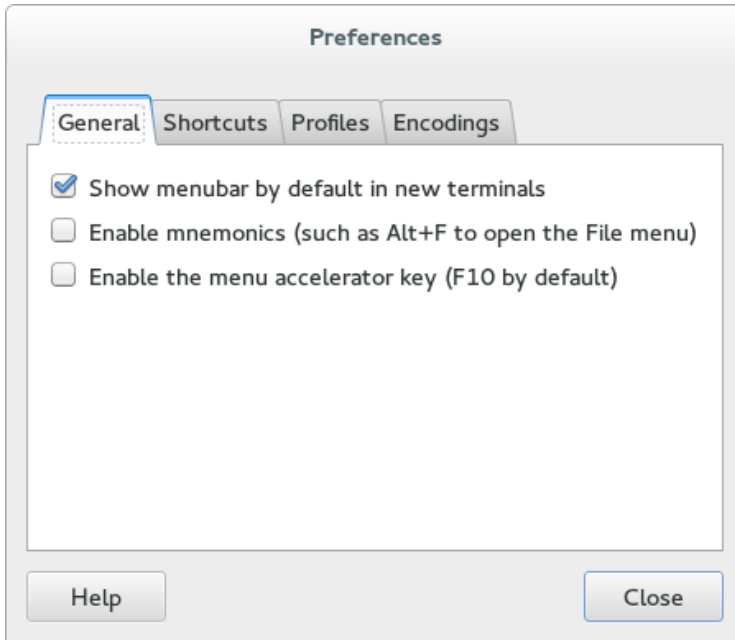 Preferences
General Shortcuts Profiles Encodings
Show menubar by default in new terminals
Enable mnemonics (such as Alt+F to open the File menu)
Enable the menu accelerator key (F10 by default)
Help Close